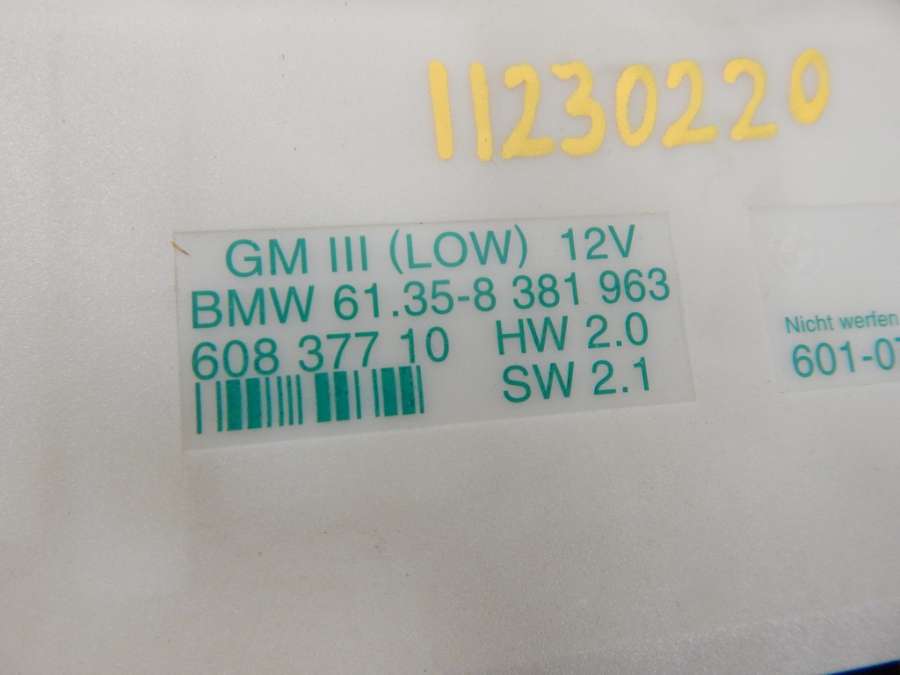 11230220
GM III (LOW) 12V
BMW 61.35-8 381 963
608 377 10 HW 2.0
SW 2.1
Nicht werfen
601-07